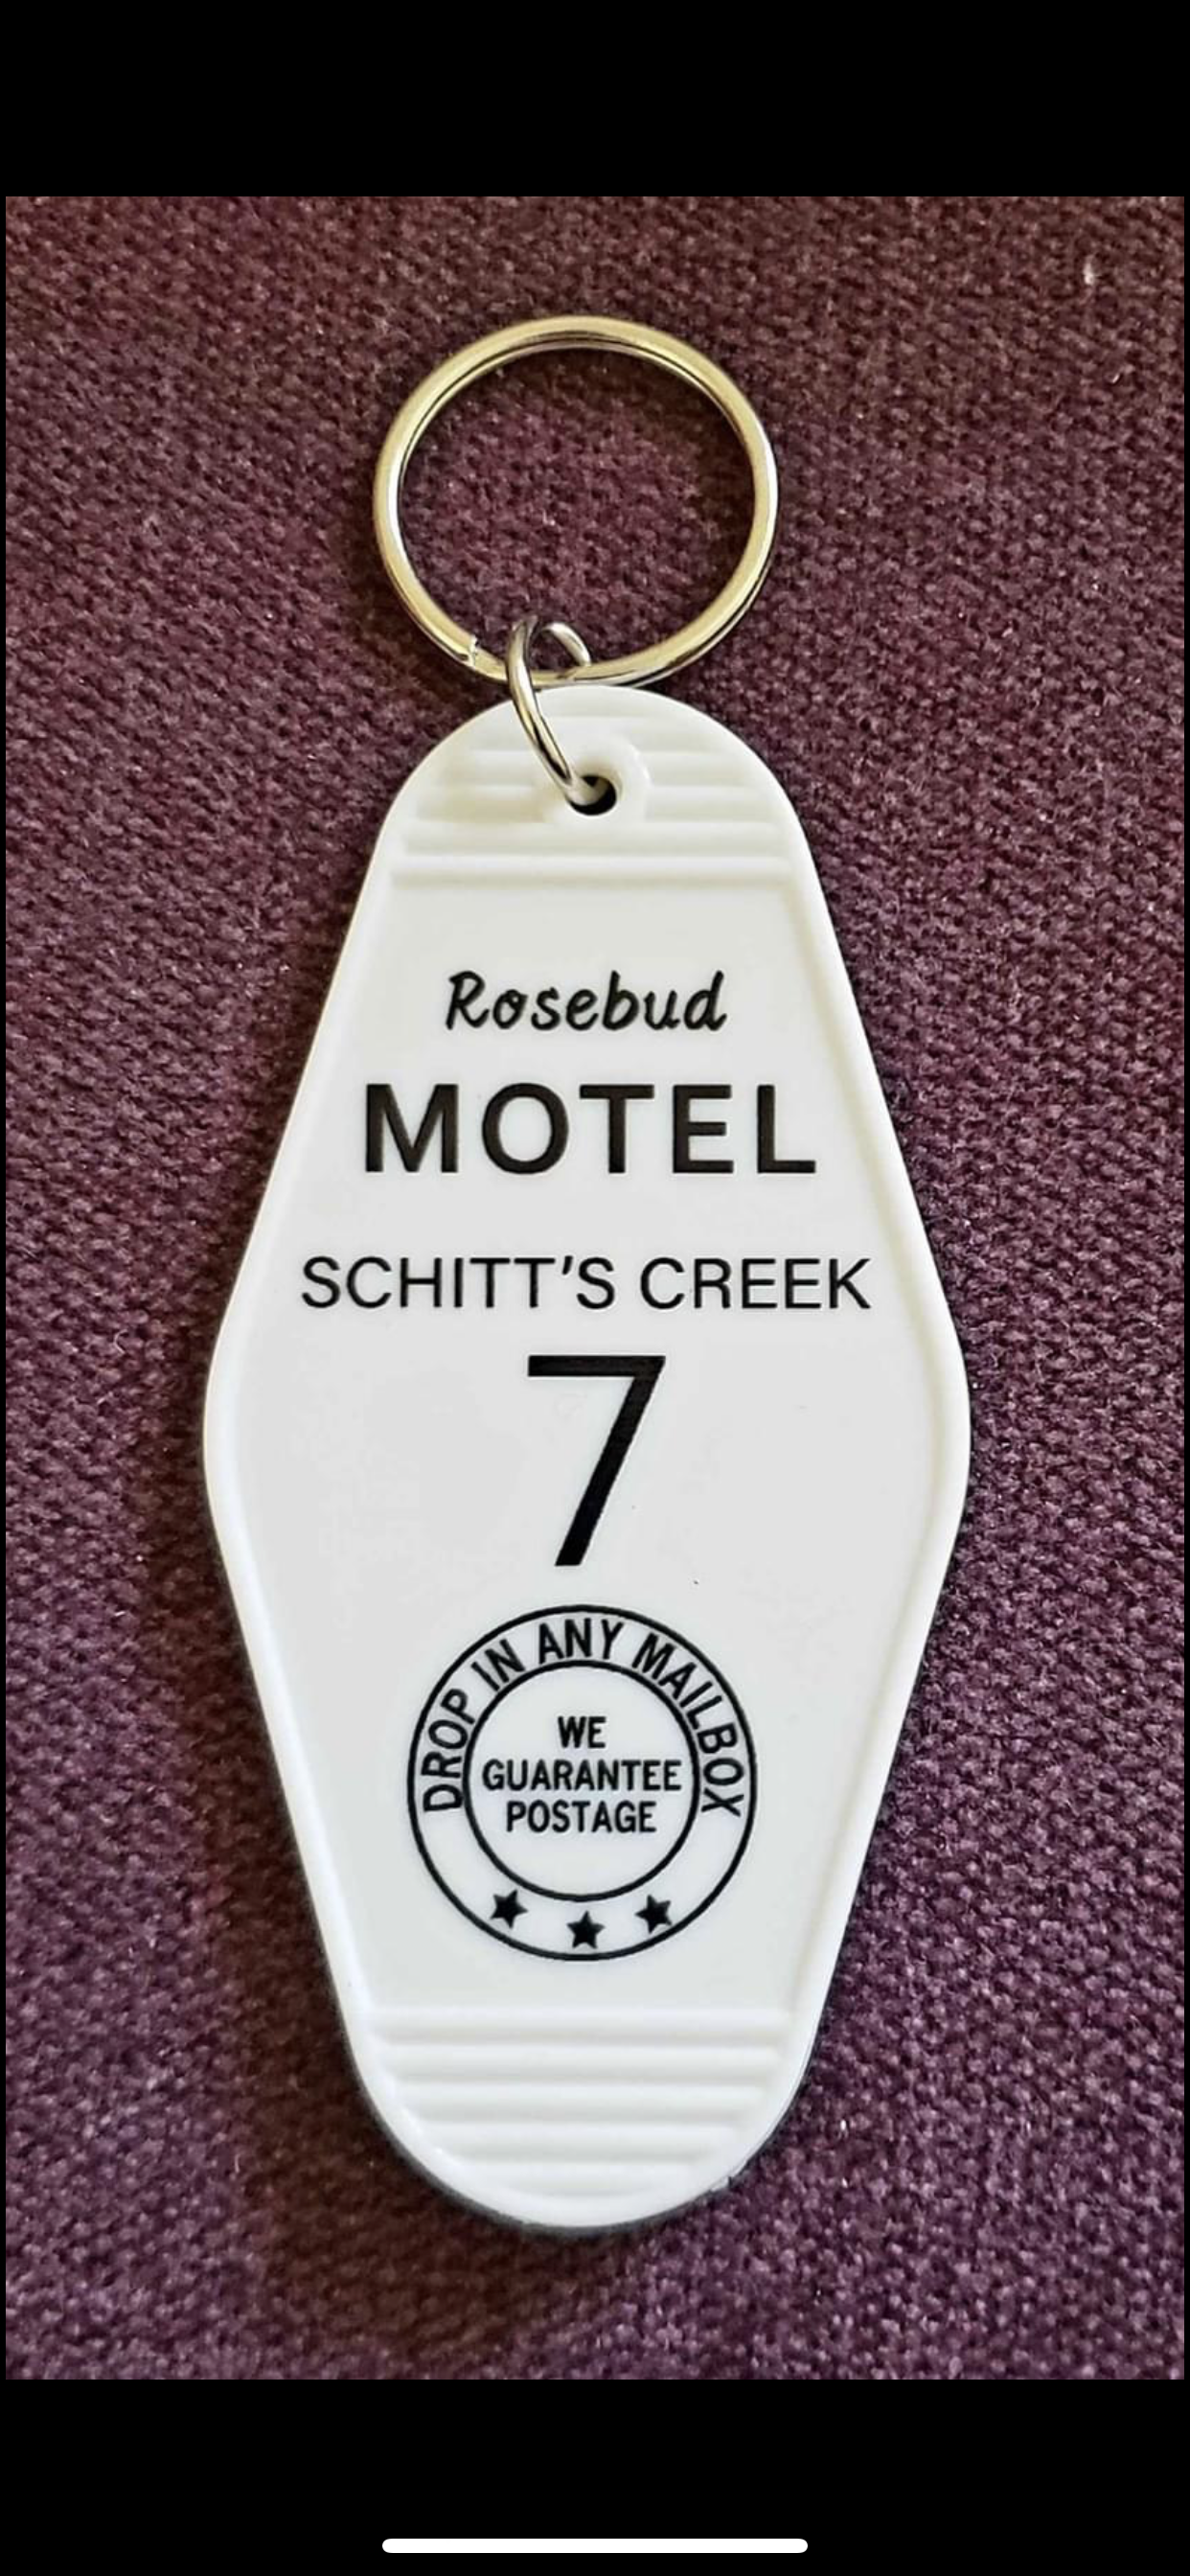 Rosebud
MOTEL
SCHITT'S CREEK
7
DROP IN ANY MAILBOX
WE
GUARANTEE
POSTAGE